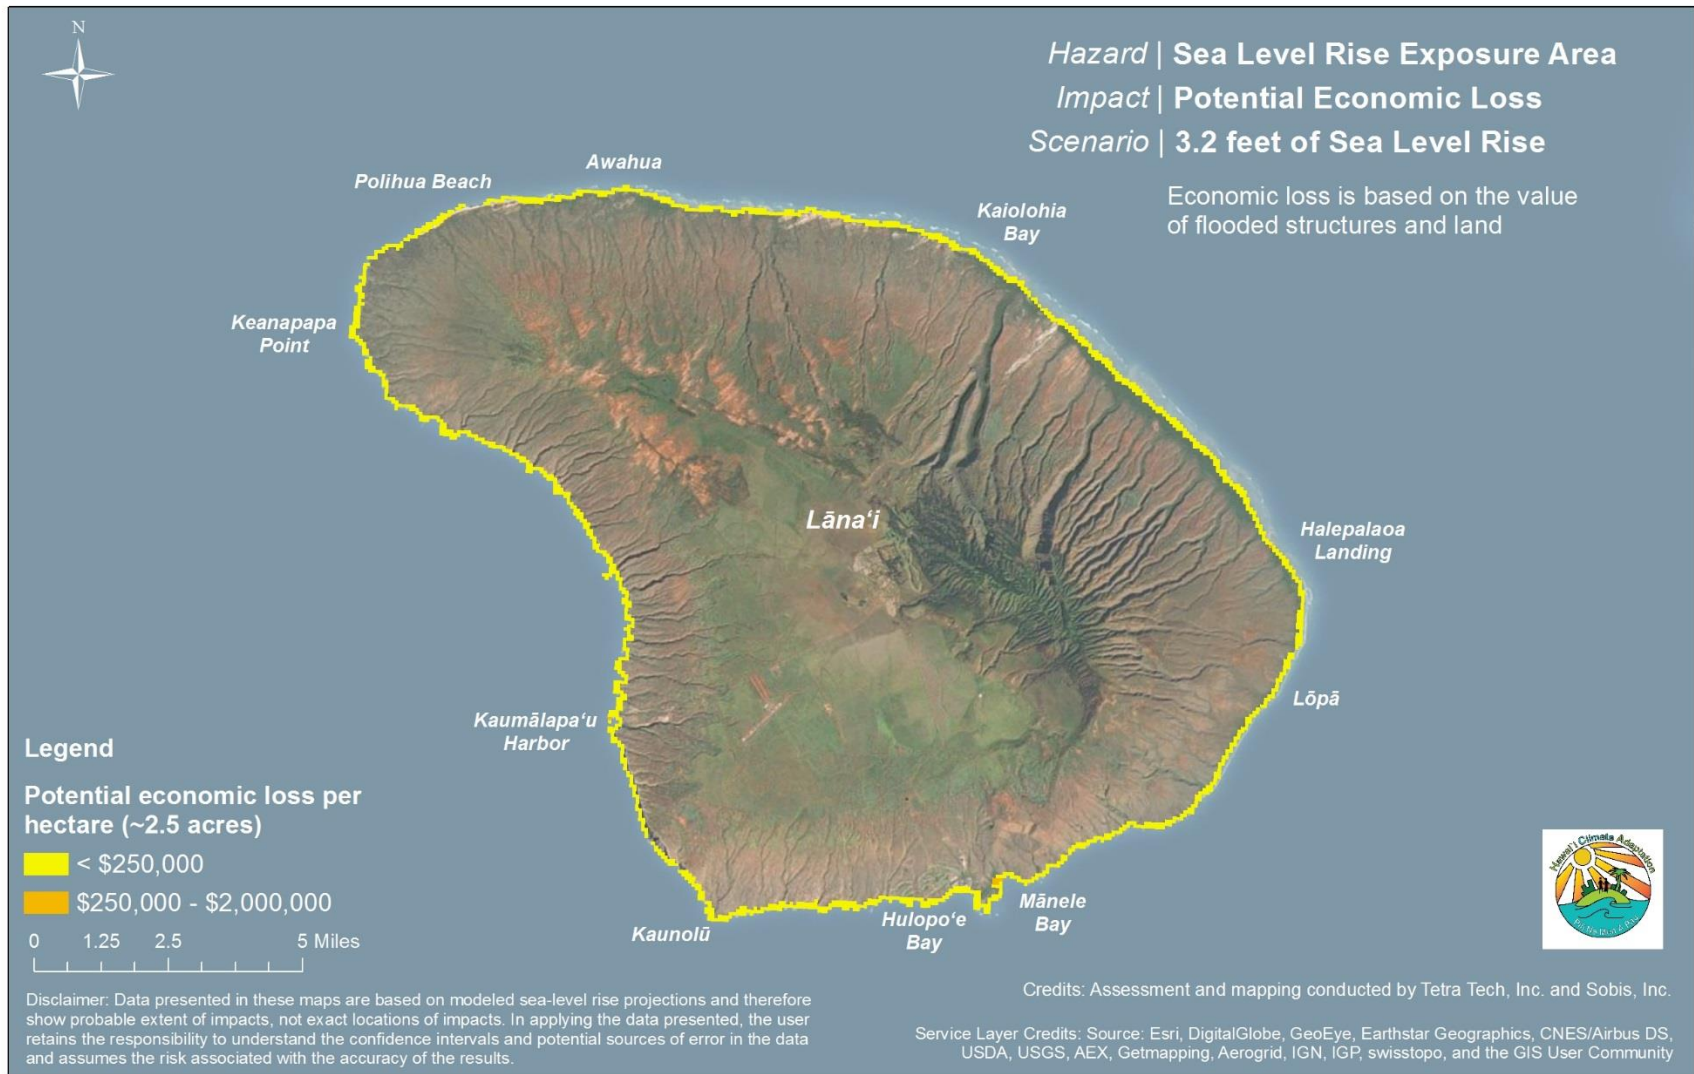 N
Hazard | Sea Level Rise Exposure Area
Impact | Potential Economic Loss
Scenario | 3.2 feet of Sea Level Rise
Economic loss is based on the value
of flooded structures and land
Awahua
Polihua Beach
Kaiolohia
Bay
Keanapapa
Point
Lānaʻi
Halepalaoa
Landing
Lōpā
Kaumālapaʻu
Harbor
Mānele
Bay
Hulopoʻe
Bay
Kaunolū
Legend
Potential economic loss per
hectare (~2.5 acres)
< $250,000
$250,000 - $2,000,000
0 1.25 2.5 5 Miles
Disclaimer: Data presented in these maps are based on modeled sea-level rise projections and therefore
show probable extent of impacts, not exact locations of impacts. In applying the data presented, the user
retains the responsibility to understand the confidence intervals and potential sources of error in the data
and assumes the risk associated with the accuracy of the results.
Hawaiʻi Climate Adaptation
Credits: Assessment and mapping conducted by Tetra Tech, Inc. and Sobis, Inc.
Service Layer Credits: Source: Esri, DigitalGlobe, GeoEye, Earthstar Geographics, CNES/Airbus DS,
USDA, USGS, AEX, Getmapping, Aerogrid, IGN, IGP, swisstopo, and the GIS User Community